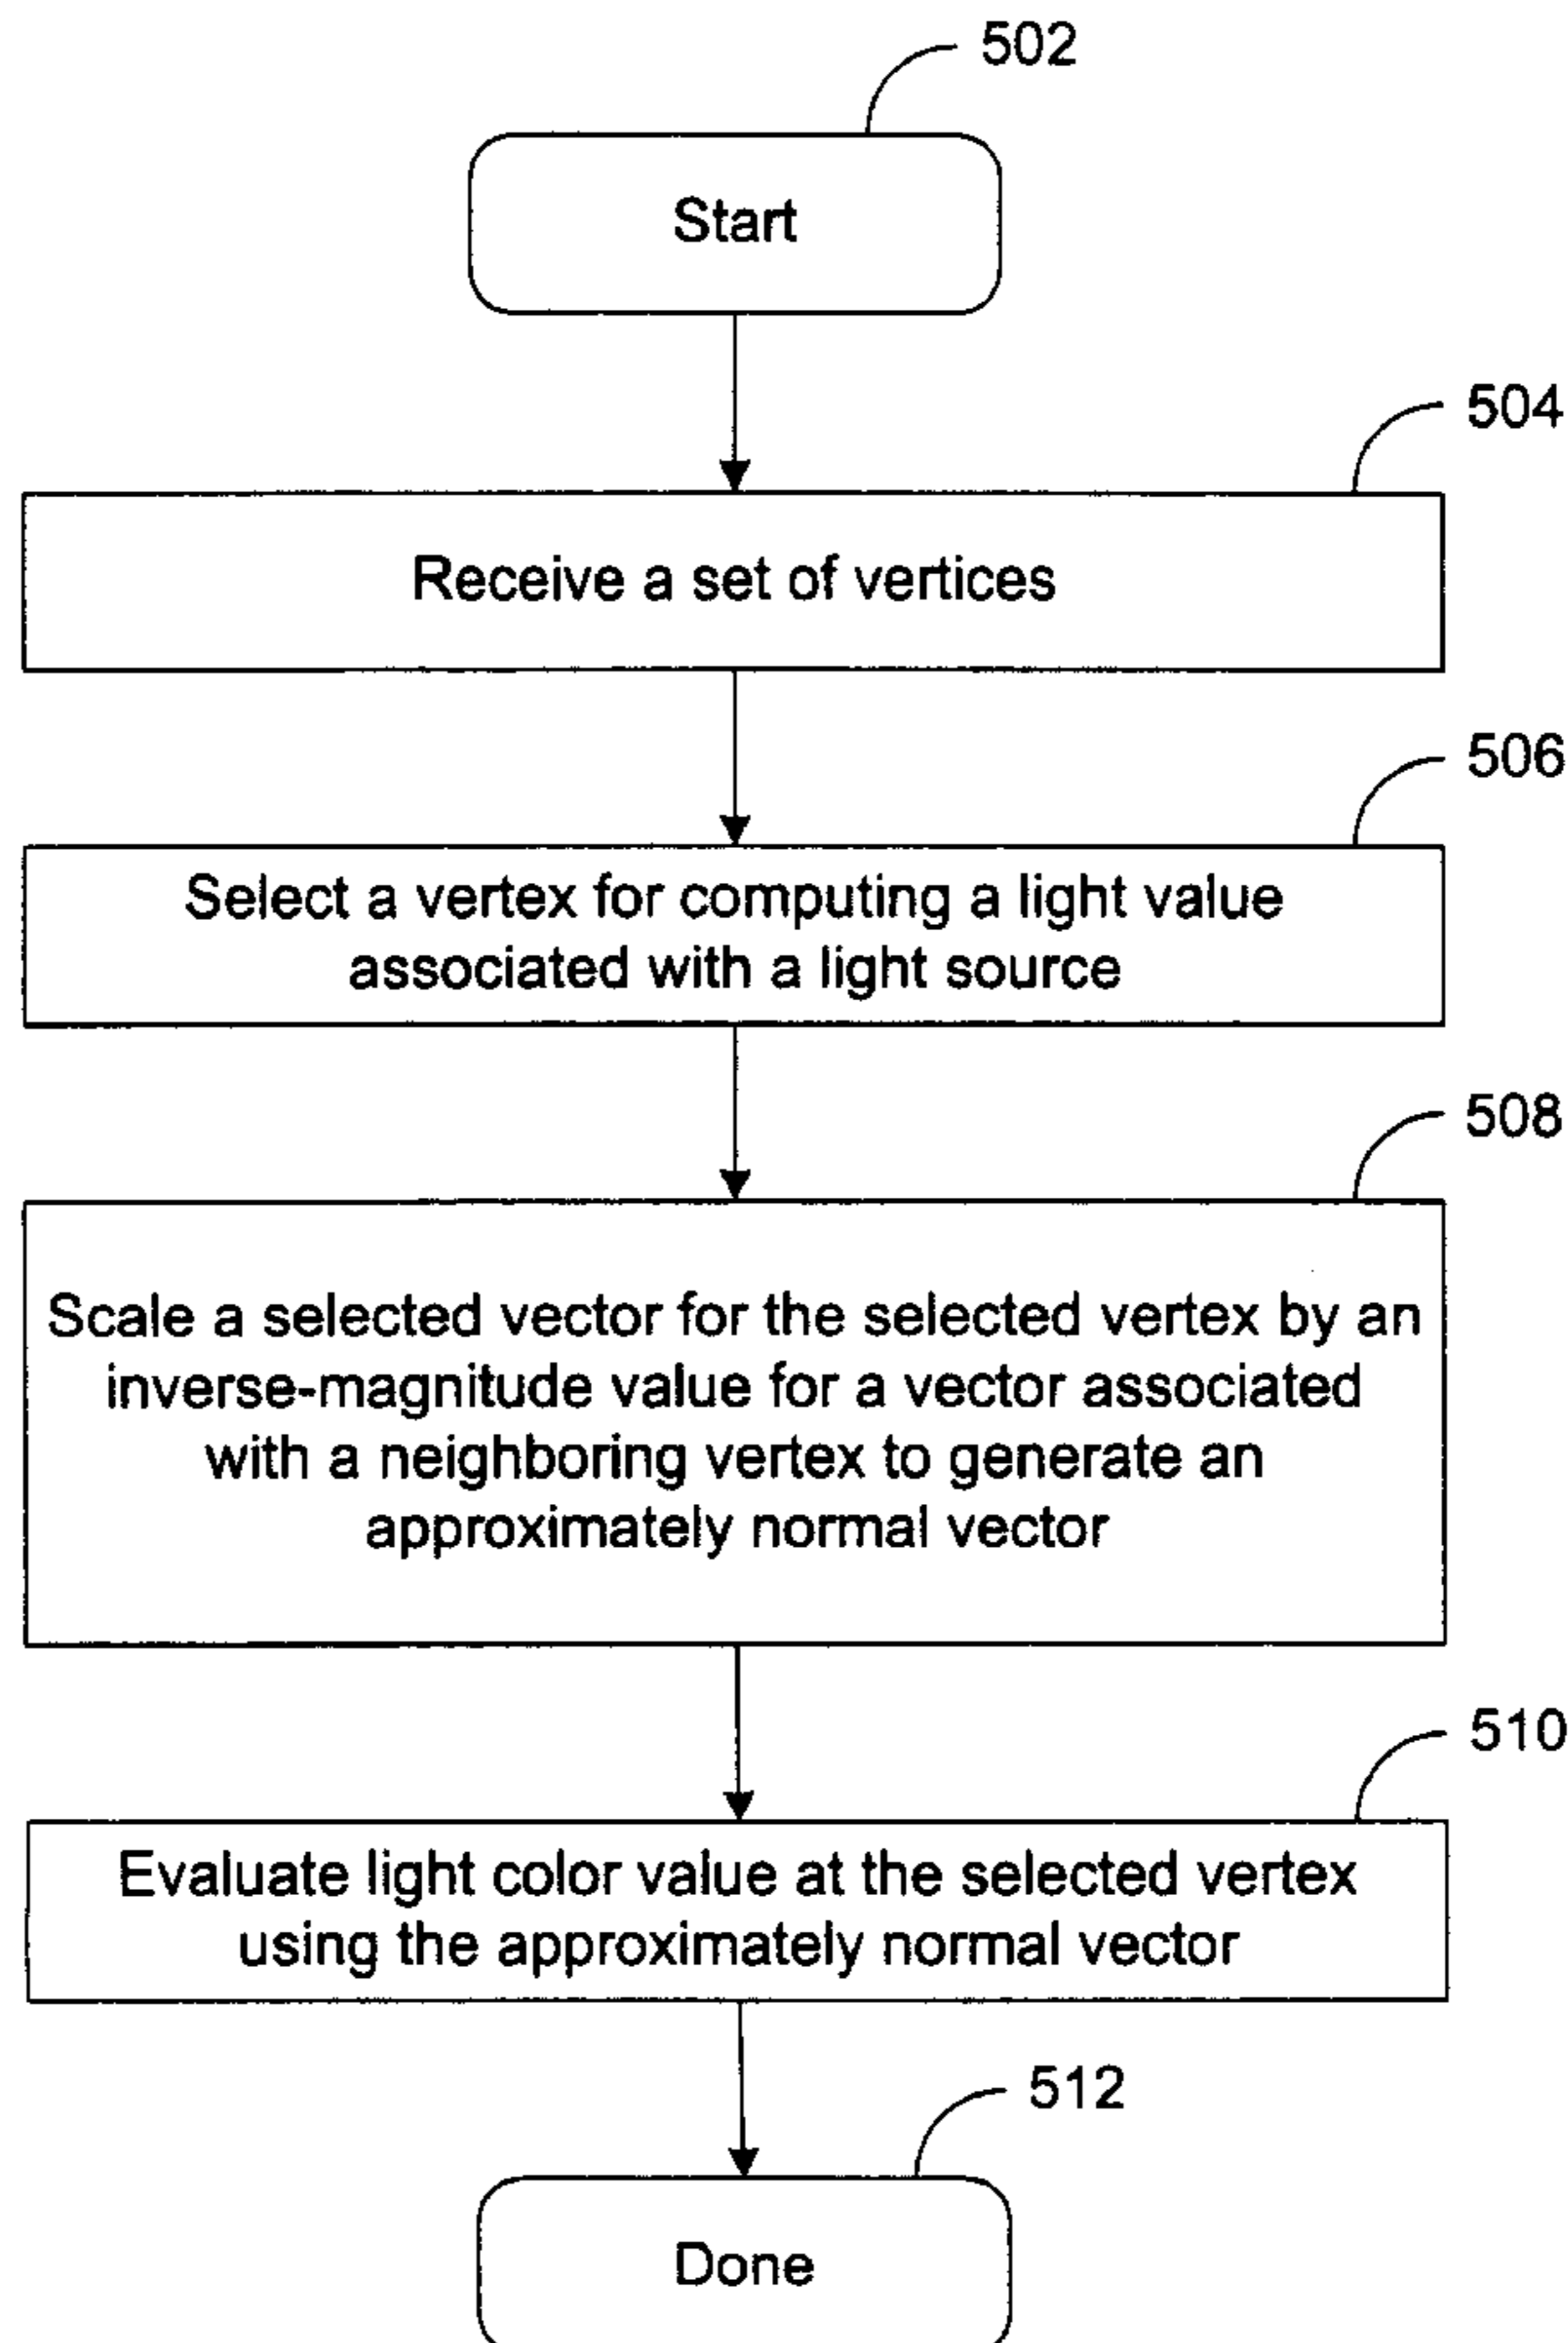 502
Start
504
Receive a set of vertices
506
Select a vertex for computing a light value
associated with a light source
508
Scale a selected vector for the selected vertex by an
inverse-magnitude value for a vector associated
with a neighboring vertex to generate an
approximately normal vector
510
Evaluate light color value at the selected vertex
using the approximately normal vector
512
Done